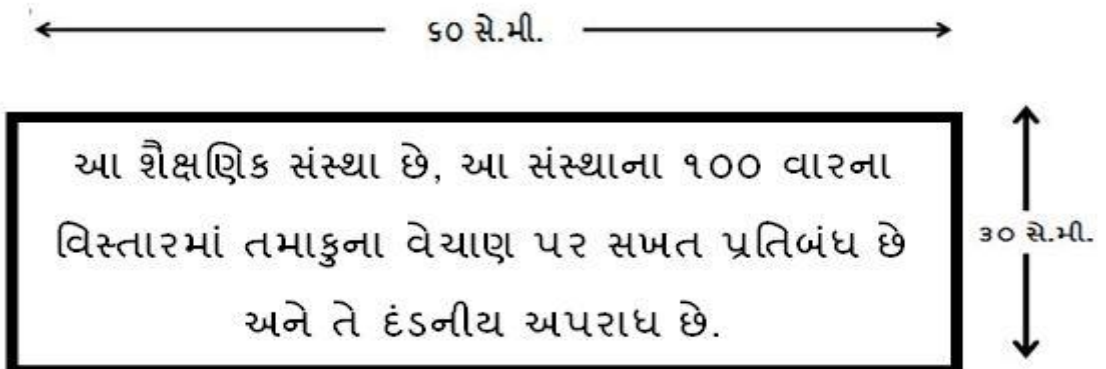 ૬૦ સે.મી.
આ શૈક્ષણિક સંસ્થા છે, આ સંસ્થાના ૧૦૦ વારના
વિસ્તારમાં તમાકુના વેચાણ પર સખત પ્રતિબંધ છે
અને તે દંડનીય અપરાધ છે.
૩૦ સે.મી.